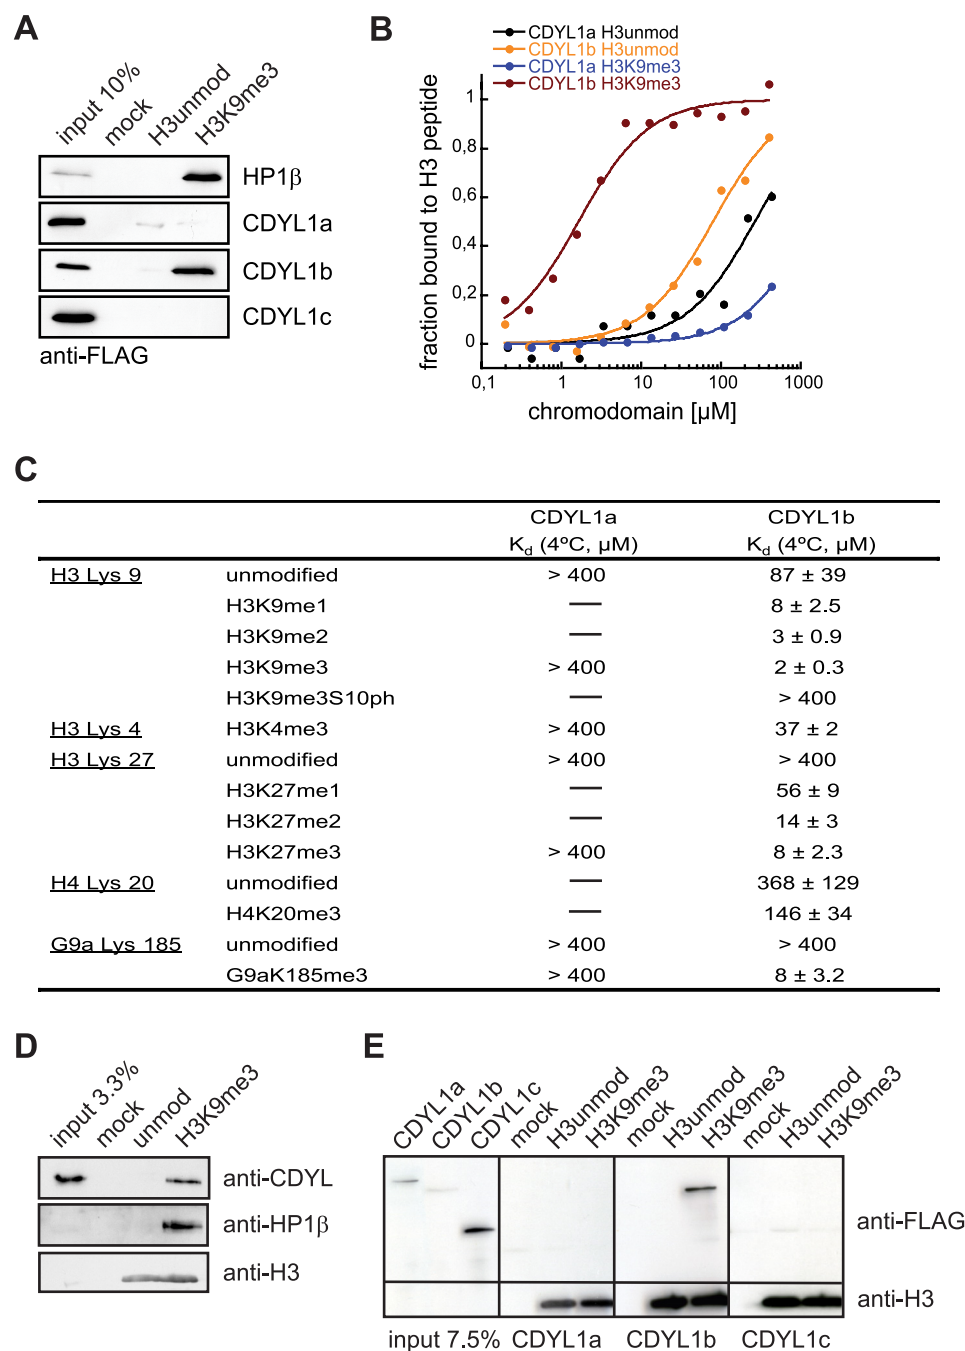 A
input 10%
mock
H3unmod
H3K9me3
HP1β
CDYL1a
CDYL1b
CDYL1c
anti-FLAG
B
CDYL1a H3unmod
CDYL1b H3unmod
CDYL1a H3K9me3
CDYL1b H3K9me3
fraction bound to H3 peptide
1
0,8
0,6
0,4
0,2
0
0,1
1
10
100
1000
chromodomain [µM]
C
CDYL1a CDYL1b
Kd (4ºC, µM) Kd (4ºC, µM)
H3 Lys 9 unmodified > 400 87 ± 39
H3K9me1 — 8 ± 2.5
H3K9me2 — 3 ± 0.9
H3K9me3 > 400 2 ± 0.3
H3K9me3S10ph — > 400
H3 Lys 4 H3K4me3 > 400 37 ± 2
H3 Lys 27 unmodified > 400 > 400
H3K27me1 — 56 ± 9
H3K27me2 — 14 ± 3
H3K27me3 > 400 8 ± 2.3
H4 Lys 20 unmodified — 368 ± 129
H4K20me3 — 146 ± 34
G9a Lys 185 unmodified > 400 > 400
G9aK185me3 > 400 8 ± 3.2
D
input 3.3%
mock
unmod
H3K9me3
anti-CDYL
anti-HP1β
anti-H3
E
CDYL1a
CDYL1b
CDYL1c
mock
H3unmod
H3K9me3
mock
H3unmod
H3K9me3
mock
H3unmod
H3K9me3
anti-FLAG
anti-H3
input 7.5% CDYL1a CDYL1b CDYL1c